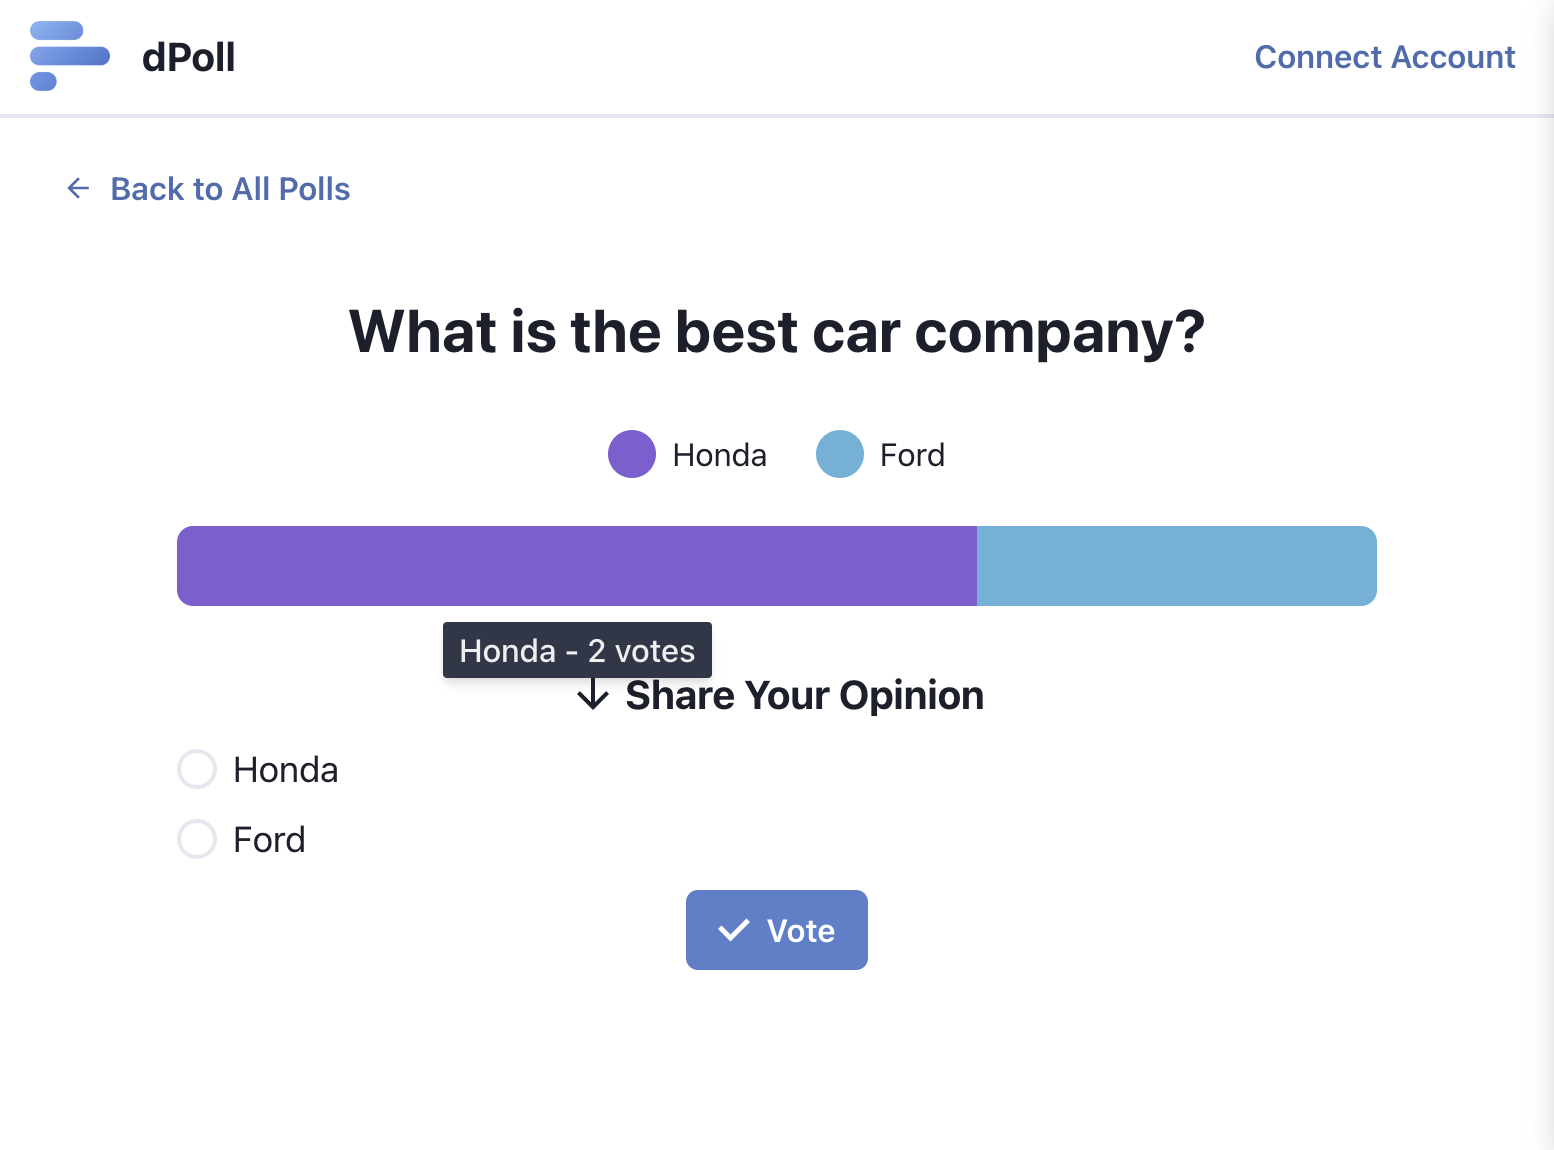 dPoll
Connect Account
Back to All Polls
What is the best car company?
Honda
Ford
Honda - 2 votes
Share Your Opinion
Honda
Ford
Vote